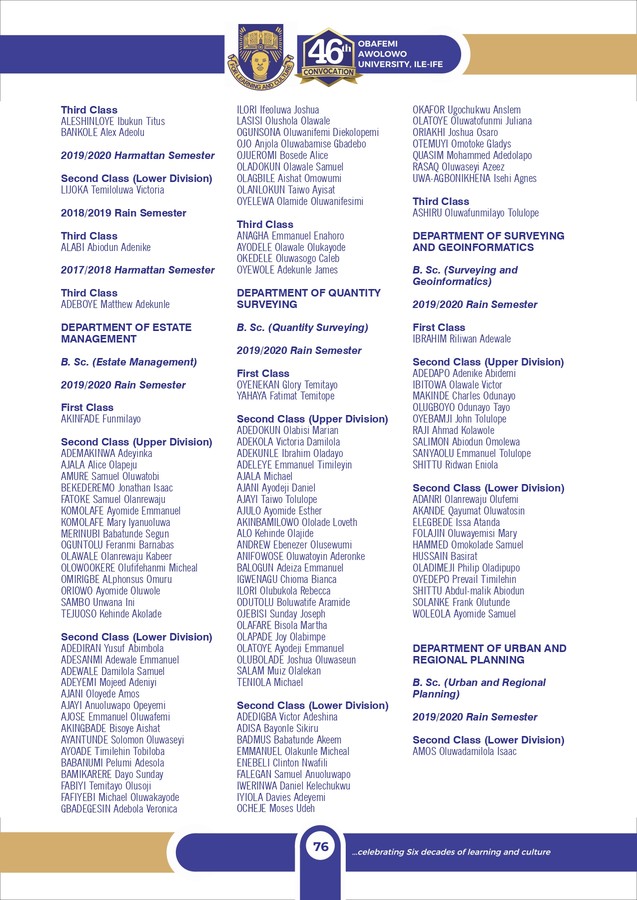 FOR LEARNING AND CULTURE
46th
CONVOCATION
OBAFEMI
AWOLOWO
UNIVERSITY, ILE-IFE
Third Class
ALESHINLOYE Ibukun Titus
BANKOLE Alex Adeolu
2019/2020 Harmattan Semester
Second Class (Lower Division)
LIJOKA Temiloluwa Victoria
2018/2019 Rain Semester
Third Class
ALABI Abiodun Adenike
2017/2018 Harmattan Semester
Third Class
ADEBOYE Matthew Adekunle
DEPARTMENT OF ESTATE
MANAGEMENT
B. Sc. (Estate Management)
2019/2020 Rain Semester
First Class
AKINFADE Funmilayo
Second Class (Upper Division)
ADEMAKINWA Adeyinka
AJALA Alice Olapeju
AMURE Samuel Oluwatobi
BEKEDEREMO Jonathan Isaac
FATOKE Samuel Olanrewaju
KOMOLAFE Ayomide Emmanuel
KOMOLAFE Mary Iyanuoluwa
MERINUBI Babatunde Segun
OGUNTOLU Feranmi Barnabas
OLAWALE Olanrewaju Kabeer
OLOWOOKERE Olufifehanmi Micheal
OMIRIGBE ALphonsus Omuru
ORIOWO Ayomide Oluwole
SAMBO Unwana Ini
TEJUOSO Kehinde Akolade
Second Class (Lower Division)
ADEDIRAN Yusuf Abimbola
ADESANMI Adewale Emmanuel
ADEWALE Damilola Samuel
ADEYEMI Mojeed Adeniyi
AJANI Oloyede Amos
AJAYI Anuoluwapo Opeyemi
AJOSE Emmanuel Oluwafemi
AKINGBADE Bisoye Aishat
AYANTUNDE Solomon Oluwaseyi
AYOADE Timilehin Tobiloba
BABANUMI Pelumi Adesola
BAMIKARERE Dayo Sunday
FABIYI Temitayo Olusoji
FAFIYEBI Michael Oluwakayode
GBADEGESIN Adebola Veronica
ILORI Ifeoluwa Joshua
LASISI Olushola Olawale
OGUNSONA Oluwanifemi Diekolopemi
OJO Anjola Oluwabamise Gbadebo
OJUEROMI Bosede Alice
OLADOKUN Olawale Samuel
OLAGBILE Aishat Omowumi
OLANLOKUN Taiwo Ayisat
OYELEWA Olamide Oluwanifesimi
Third Class
ANAGHA Emmanuel Enahoro
AYODELE Olawale Olukayode
OKEDELE Oluwasogo Caleb
OYEWOLE Adekunle James
DEPARTMENT OF QUANTITY
SURVEYING
B. Sc. (Quantity Surveying)
2019/2020 Rain Semester
First Class
OYENEKAN Glory Temitayo
YAHAYA Fatimat Temitope
Second Class (Upper Division)
ADEDOKUN Olabisi Marian
ADEKOLA Victoria Damilola
ADEKUNLE Ibrahim Oladayo
ADELEYE Emmanuel Timileyin
AJALA Michael
AJANI Ayodeji Daniel
AJAYI Taiwo Tolulope
AJULO Ayomide Esther
AKINBAMILOWO Ololade Loveth
ALO Kehinde Olajide
ANDREW Ebenezer Olusewumi
ANIFOWOSE Oluwatoyin Aderonke
BALOGUN Adeiza Emmanuel
IGWENAGU Chioma Bianca
ILORI Olubukola Rebecca
ODUTOLU Boluwatife Aramide
OJEBISI Sunday Joseph
OLAFARE Bisola Martha
OLAPADE Joy Olabimpe
OLATOYE Ayodeji Emmanuel
OLUBOLADE Joshua Oluwaseun
SALAM Muiz Olalekan
TENIOLA Michael
Second Class (Lower Division)
ADEDIGBA Victor Adeshina
ADISA Bayonle Sikiru
BADMUS Babatunde Akeem
EMMANUEL Olakunle Micheal
ENEBELI Clinton Nwafili
FALEGAN Samuel Anuoluwapo
IWERINWA Daniel Kelechukwu
IYIOLA Davies Adeyemi
OCHEJE Moses Udeh
OKAFOR Ugochukwu Anslem
OLATOYE Oluwatofunmi Juliana
ORIAKHI Joshua Osaro
OTEMUYI Omotoke Gladys
QUASIM Mohammed Adedolapo
RASAQ Oluwaseyi Azeez
UWA-AGBONIKHENA Isehi Agnes
Third Class
ASHIRU Oluwafunmilayo Tolulope
DEPARTMENT OF SURVEYING
AND GEOINFORMATICS
B. Sc. (Surveying and
Geoinformatics)
2019/2020 Rain Semester
First Class
IBRAHIM Riliwan Adewale
Second Class (Upper Division)
ADEDAPO Adenike Abidemi
IBITOWA Olawale Victor
MAKINDE Charles Odunayo
OLUGBOYO Odunayo Tayo
OYEBAMJI John Tolulope
RAJI Ahmad Kolawole
SALIMON Abiodun Omolewa
SANYAOLU Emmanuel Tolulope
SHITTU Ridwan Eniola
Second Class (Lower Division)
ADANRI Olanrewaju Olufemi
AKANDE Qayumat Oluwatosin
ELEGBEDE Issa Atanda
FOLAJIN Oluwayemisi Mary
HAMMED Omokolade Samuel
HUSSAIN Basirat
OLADIMEJI Philip Oladipupo
OYEDEPO Prevail Timilehin
SHITTU Abdul-malik Abiodun
SOLANKE Frank Olutunde
WOLEOLA Ayomide Samuel
DEPARTMENT OF URBAN AND
REGIONAL PLANNING
B. Sc. (Urban and Regional
Planning)
2019/2020 Rain Semester
Second Class (Lower Division)
AMOS Oluwadamilola Isaac
76
...celebrating Six decades of learning and culture